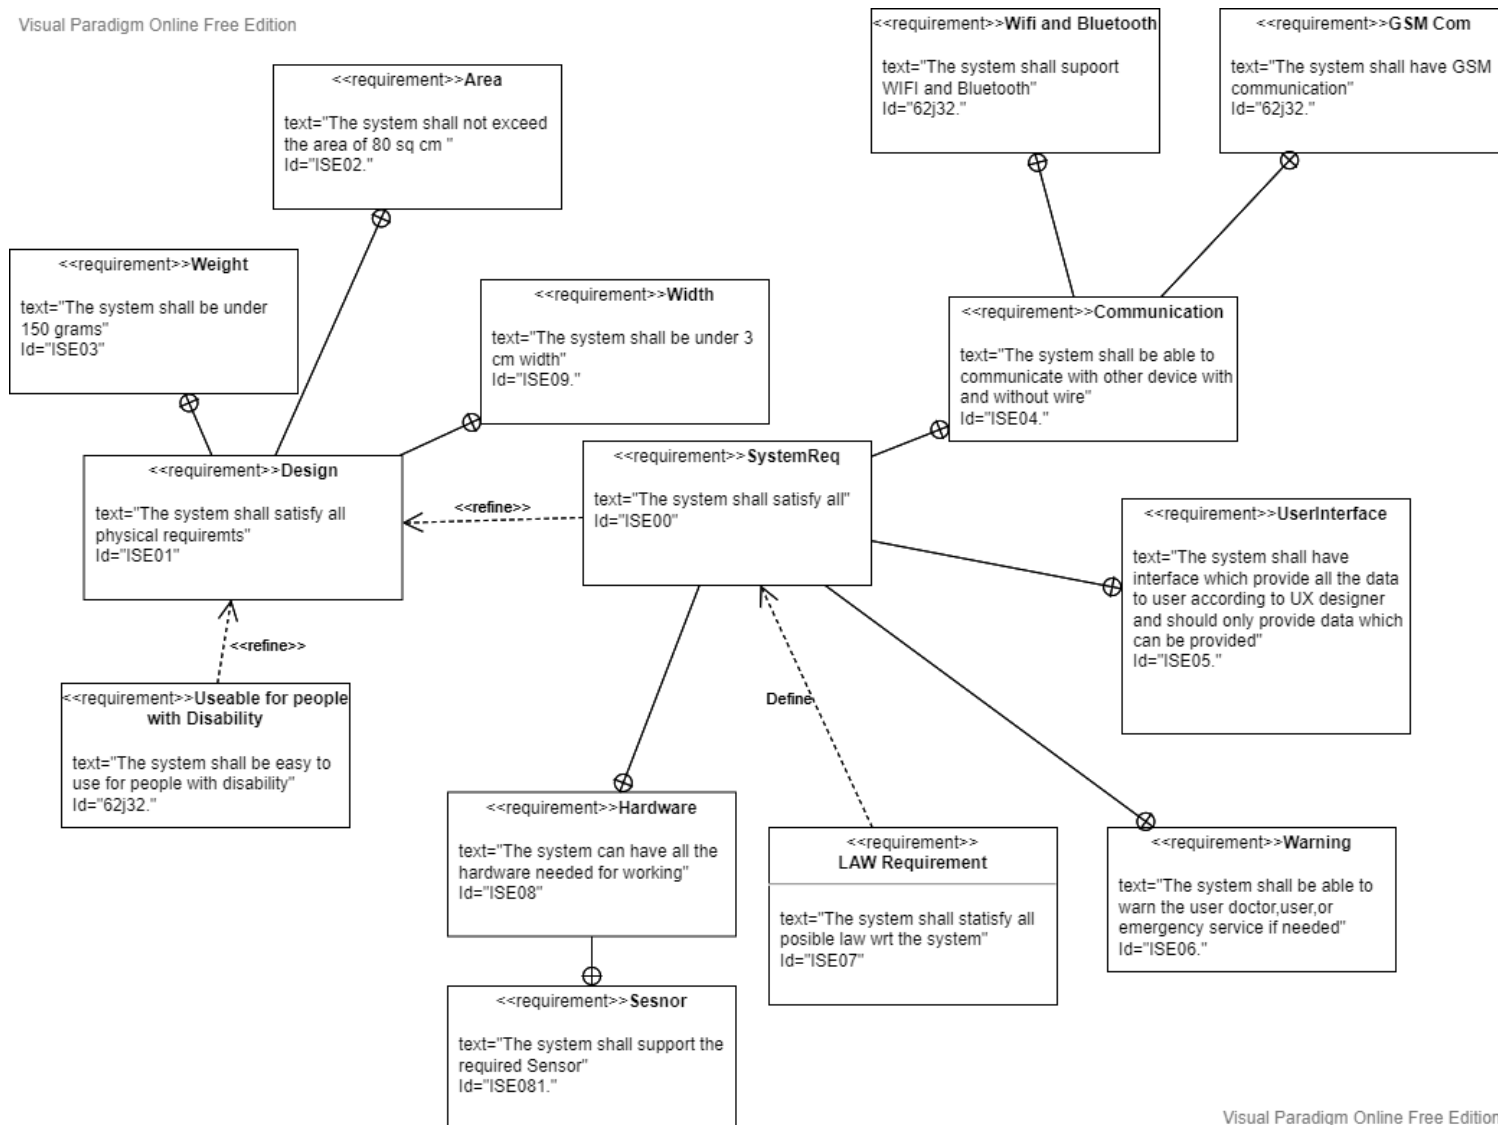 Visual Paradigm Online Free Edition
<<requirement>>Wifi and Bluetooth
text="The system shall supoort
WIFI and Bluetooth"
Id="62j32."
<<requirement>>GSM Com
text="The system shall have GSM
communication"
Id="62j32."
<<requirement>>Area
text="The system shall not exceed
the area of 80 sq cm "
Id="ISE02."
<<requirement>>Weight
text="The system shall be under
150 grams"
Id="ISE03"
<<requirement>>Width
text="The system shall be under 3
cm width"
Id="ISE09."
<<requirement>>Communication
text="The system shall be able to
communicate with other device with
and without wire"
Id="ISE04."
<<requirement>>Design
text="The system shall satisfy all
physical requiremts"
Id="ISE01"
<<refine>>
<<requirement>>SystemReq
text="The system shall satisfy all"
Id="ISE00"
<<requirement>>UserInterface
text="The system shall have
interface which provide all the data
to user according to UX designer
and should only provide data which
can be provided"
Id="ISE05."
<<refine>>
<<requirement>>Useable for people
with Disability
text="The system shall be easy to
use for people with disability"
Id="62j32."
Define
<<requirement>>Hardware
text="The system can have all the
hardware needed for working"
Id="ISE08"
<<requirement>>
LAW Requirement
text="The system shall statisfy all
posible law wrt the system"
Id="ISE07"
<<requirement>>Warning
text="The system shall be able to
warn the user doctor,user,or
emergency service if needed"
Id="ISE06."
<<requirement>>Sesnor
text="The system shall support the
required Sensor"
Id="ISE081."
Visual Paradigm Online Free Edition